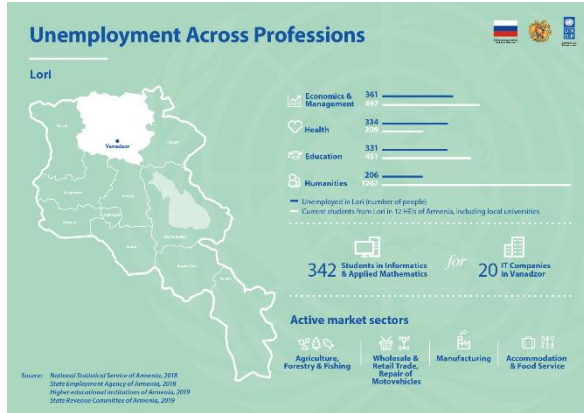 Unemployment Across Professions
Lori
Vanadzor
Economics &
Management
361
497
Health
334
209
Education
331
451
Humanities
206
1267
Unemployed in Lori (number of people)
Current students from Lori in 12 HEIs of Armenia, including local universities
342 Students in Informatics
& Applied Mathematics
for
20 IT Companies
in Vanadzor
Active market sectors
Agriculture,
Forestry & Fishing
Wholesale &
Retail Trade,
Repair of
Motovehicles
Manufacturing
Accommodation
& Food Service
Source: National Statistical Service of Armenia, 2018
State Employment Agency of Armenia, 2018
Higher educational institutions of Armenia, 2019
State Revenue Committee of Armenia, 2019